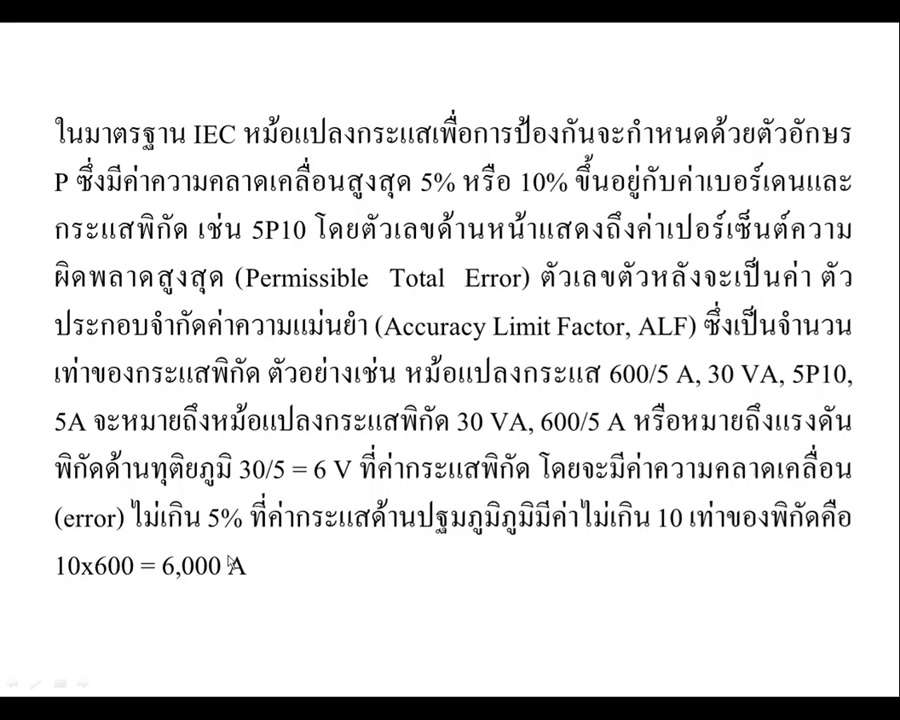 ในมาตรฐาน IEC หม้อแปลงกระแสเพื่อการป้องกันจะกำหนดด้วยตัวอักษร
P ซึ่งมีค่าความคลาดเคลื่อนสูงสุด 5% หรือ 10% ขึ้นอยู่กับค่าเบอร์เดนและ
กระแสพิกัด เช่น 5P10 โดยตัวเลขด้านหน้าแสดงถึงค่าเปอร์เซ็นต์ความ
ผิดพลาดสูงสุด (Permissible Total Error) ตัวเลขตัวหลังจะเป็นค่า ตัว
ประกอบจำกัดค่าความแม่นยำ (Accuracy Limit Factor, ALF) ซึ่งเป็นจำนวน
เท่าของกระแสพิกัด ตัวอย่างเช่น หม้อแปลงกระแส 600/5 A, 30 VA, 5P10,
5A จะหมายถึงหม้อแปลงกระแสพิกัด 30 VA, 600/5 A หรือหมายถึงแรงดัน
พิกัดด้านทุติยภูมิ 30/5 = 6 V ที่ค่ากระแสพิกัด โดยจะมีค่าความคลาดเคลื่อน
(error) ไม่เกิน 5% ที่ค่ากระแสด้านปฐมภูมิภูมิมีค่าไม่เกิน 10 เท่าของพิกัดคือ
10x600 = 6,000 A